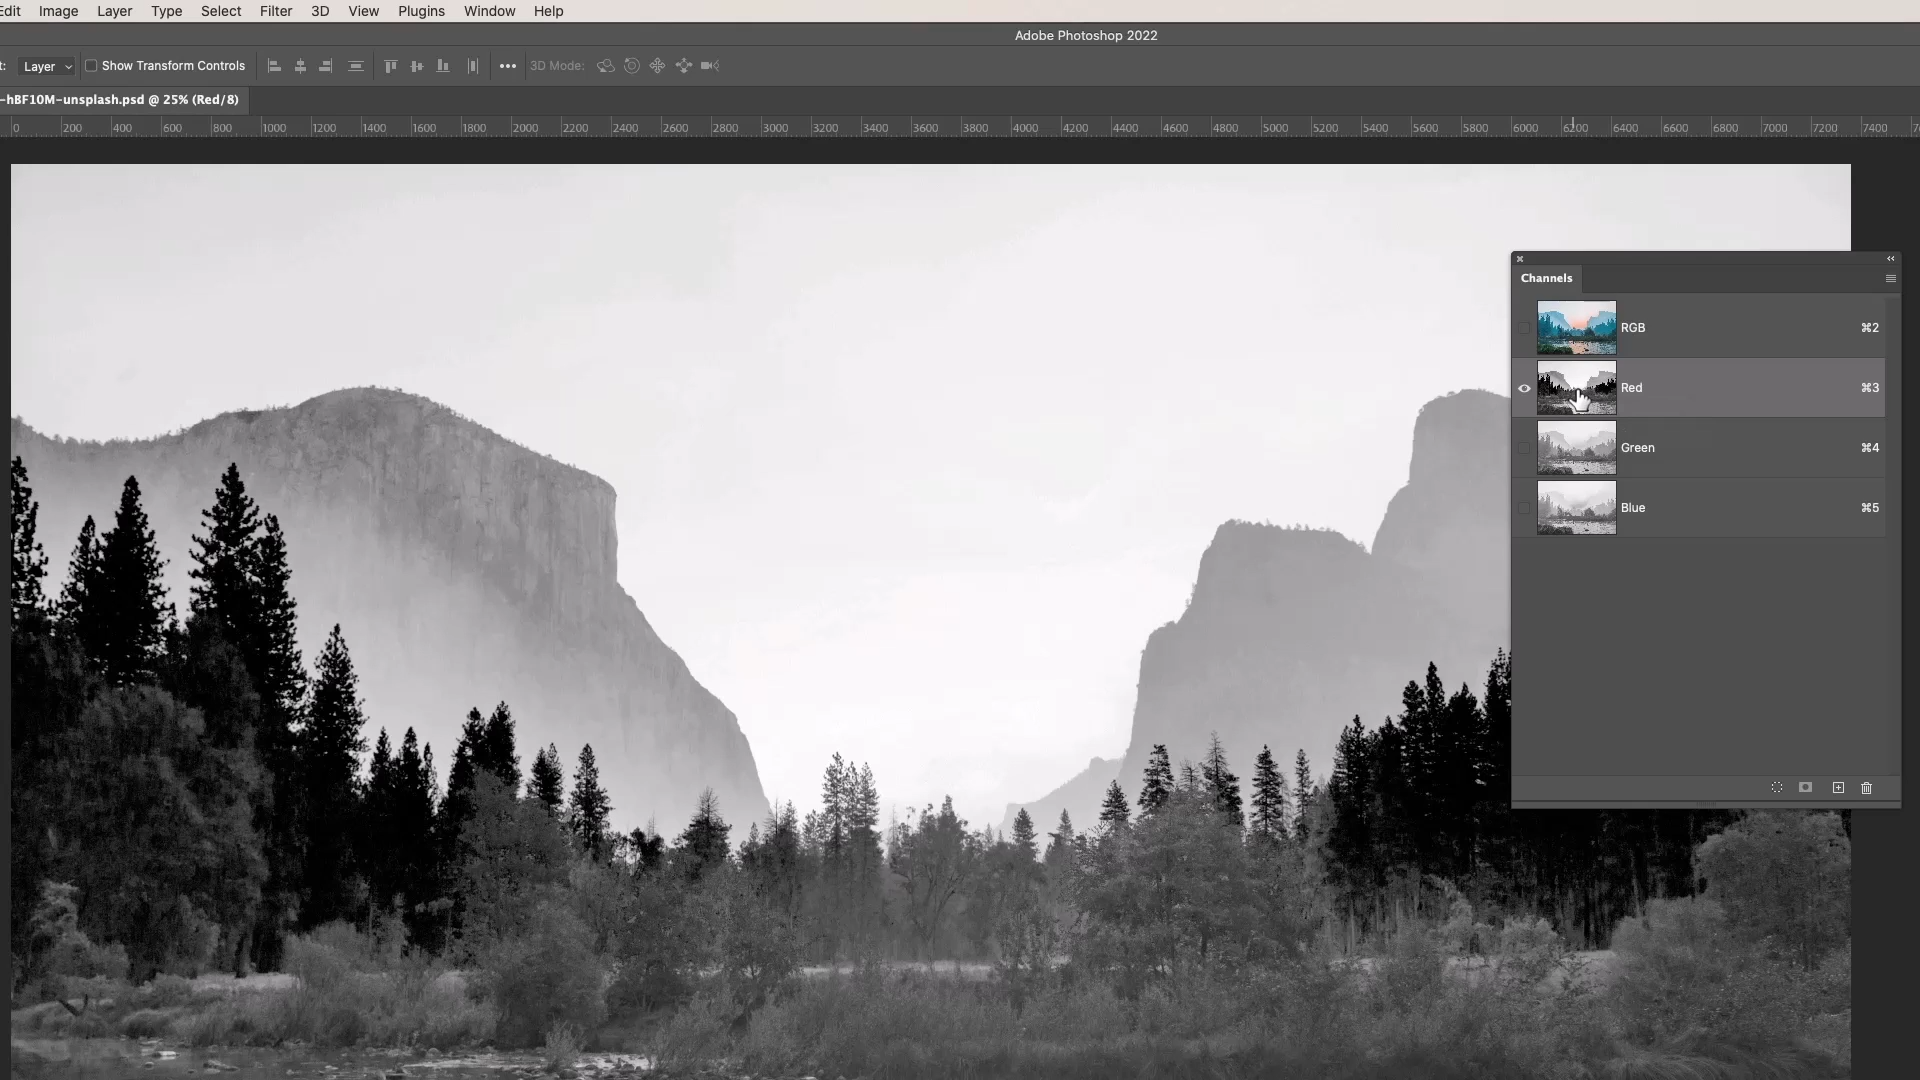 Edit Image Layer Type Select Filter 3D View Plugins Window Help
Adobe Photoshop 2022
t: Layer Show Transform Controls 3D Mode:
-hBF10M-unsplash.psd @ 25% (Red/8)
0 200 400 600 800 1000 1200 1400 1600 1800 2000 2200 2400 2600 2800 3000 3200 3400 3600 3800 4000 4200 4400 4600 4800 5000 5200 5400 5600 5800 6000 6200 6400 6600 6800 7000 7200 7400
Channels
RGB ⌘2
Red ⌘3
Green ⌘4
Blue ⌘5